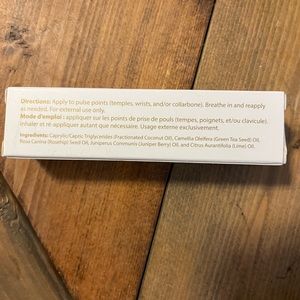 Directions: Apply to pulse points (temples, wrists, and/or collarbone). Breathe in and reapply
as needed. For external use only.
Mode d'emploi : appliquer sur les points de prise de pouls (tempes, poignets, et/ou clavicule).
inhaler et ré appliquer autant que nécessaire. Usage externe exclusivement.
Ingredients: Caprylic/Capric Triglycerides (Fractionated Coconut Oil), Camellia Oleifera (Green Tea Seed) Oil,
Rosa Canina (Rosehip) Seed Oil, Juniperus Communis (Juniper Berry) Oil, and Citrus Aurantifolia (Lime) Oil.